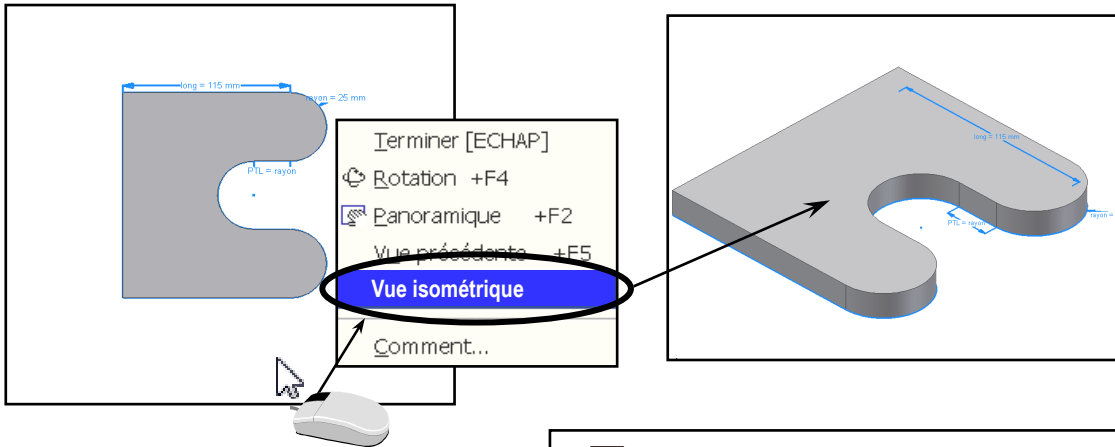 long = 115 mm
rayon = 25 mm
PTL = rayon
Terminer [ECHAP]
Rotation +F4
Panoramique +F2
Vue précédente +F5
Vue isométrique
Comment...
long = 115 mm
PTL = rayon
rayon =